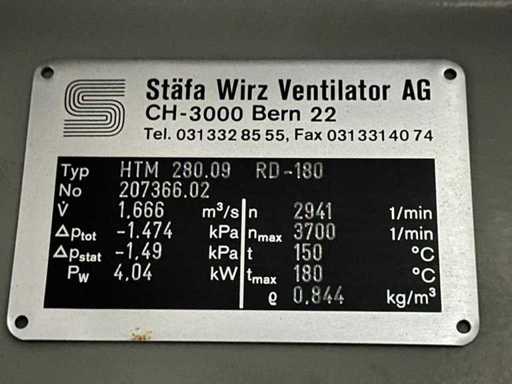 Stäfa Wirz Ventilator AG
CH-3000 Bern 22
Tel. 031 332 85 55, Fax 031 331 40 74
Typ HTM 280.09 RD-180
No 207366.02
V̇ 1,666 m³/s n 2941 1/min
Δptot -1.474 kPa nmax 3700 1/min
Δpstat -1,49 kPa t 150 °C
Pw 4,04 kW tmax 180 °C
ϱ 0,844 kg/m³